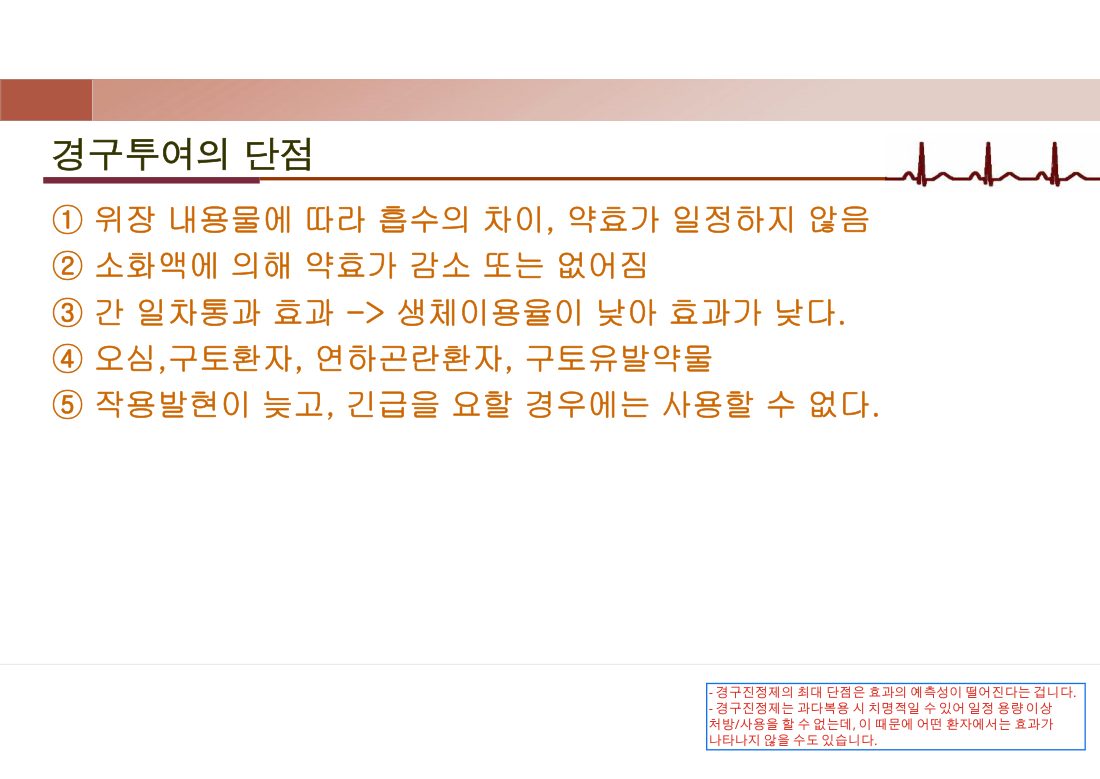 경구투여의 단점
① 위장 내용물에 따라 흡수의 차이, 약효가 일정하지 않음
② 소화액에 의해 약효가 감소 또는 없어짐
③ 간 일차통과 효과 -> 생체이용율이 낮아 효과가 낮다.
④ 오심,구토환자, 연하곤란환자, 구토유발약물
⑤ 작용발현이 늦고, 긴급을 요할 경우에는 사용할 수 없다.
- 경구진정제의 최대 단점은 효과의 예측성이 떨어진다는 겁니다.
- 경구진정제는 과다복용 시 치명적일 수 있어 일정 용량 이상
처방/사용을 할 수 없는데, 이 때문에 어떤 환자에서는 효과가
나타나지 않을 수도 있습니다.